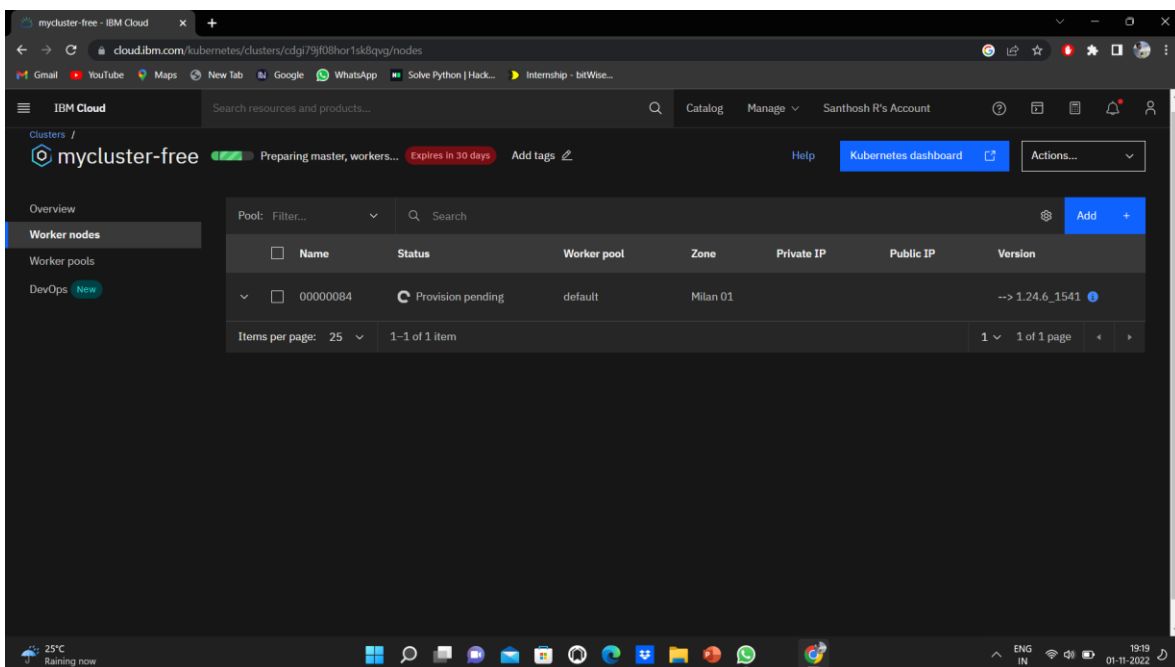 mycluster-free - IBM Cloud
cloud.ibm.com/kubernetes/clusters/cdgi79jf08hor1sk8qvg/nodes
Gmail YouTube Maps New Tab Google WhatsApp Solve Python | Hack... Internship - bitWise...
IBM Cloud Search resources and products... Catalog Manage Santhosh R's Account
Clusters /
mycluster-free Preparing master, workers... Expires in 30 days Add tags Help Kubernetes dashboard Actions...
Overview
Worker nodes
Worker pools
DevOps New
Pool: Filter... Search Add +
Name Status Worker pool Zone Private IP Public IP Version
00000084 Provision pending default Milan 01 --> 1.24.6_1541
Items per page: 25 1–1 of 1 item 1 1 of 1 page
25°C
Raining now
ENG
IN
19:19
01-11-2022